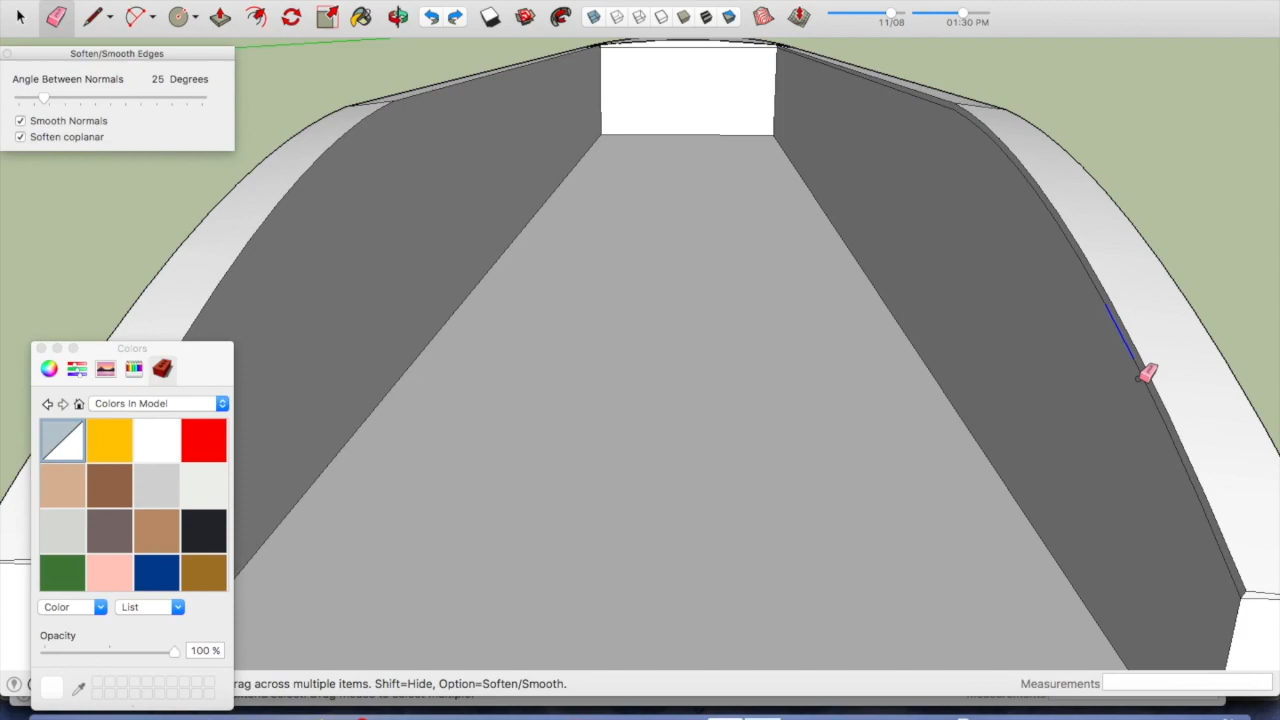 11/08
01:30 PM
Soften/Smooth Edges
Angle Between Normals 25 Degrees
Smooth Normals
Soften coplanar
Colors
Colors In Model
Color
List
Opacity
100 %
drag across multiple items. Shift=Hide, Option=Soften/Smooth.
Measurements